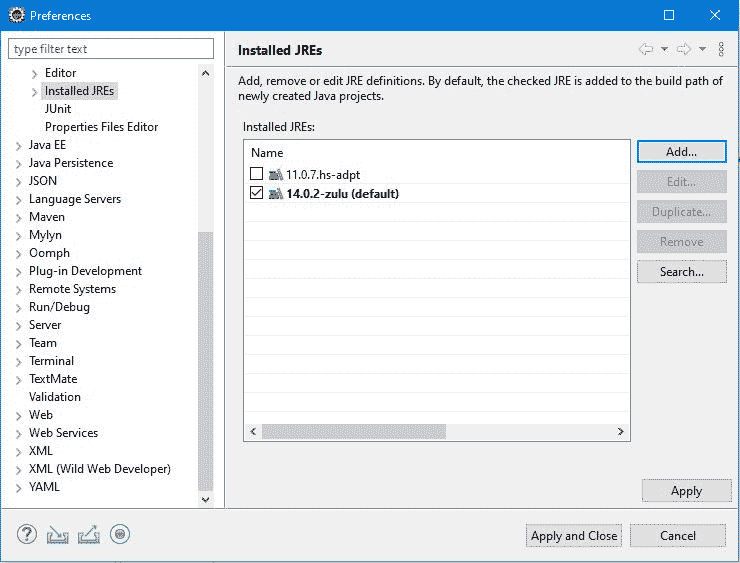 Preferences
type filter text
Editor
Installed JREs
JUnit
Properties Files Editor
Java EE
Java Persistence
JSON
Language Servers
Maven
Mylyn
Oomph
Plug-in Development
Remote Systems
Run/Debug
Server
Team
Terminal
TextMate
Validation
Web
Web Services
XML
XML (Wild Web Developer)
YAML
Installed JREs
Add, remove or edit JRE definitions. By default, the checked JRE is added to the build path of
newly created Java projects.
Installed JREs:
Name
11.0.7.hs-adpt
14.0.2-zulu (default)
Add...
Edit...
Duplicate...
Remove
Search...
Apply
Apply and Close
Cancel